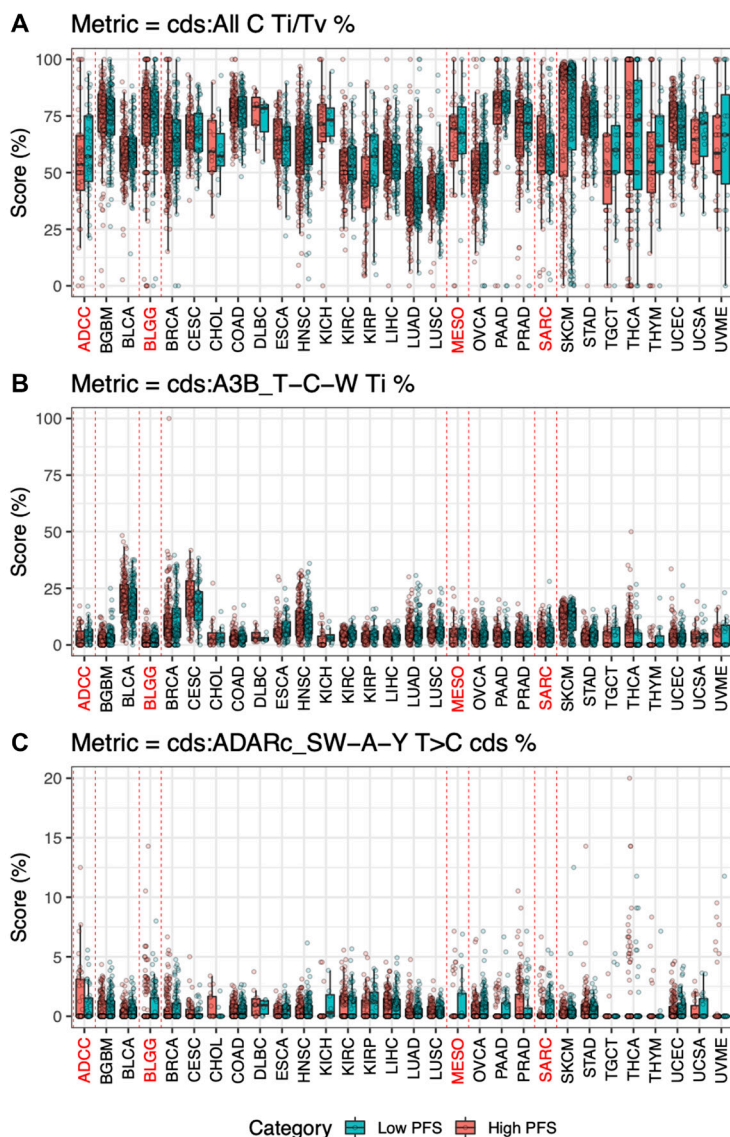 A Metric = cds:All C Ti/Tv %
Score (%)
100
75
50
25
0
ADCC BGBM BLCA BLGG BRCA CESC CHOL COAD DLBC ESCA HNSC KICH KIRC KIRP LIHC LUAD LUSC MESO OVCA PAAD PRAD SARC SKCM STAD TGCT THCA THYM UCEC UCSA UVME
B Metric = cds:A3B_T−C−W Ti %
Score (%)
100
75
50
25
0
ADCC BGBM BLCA BLGG BRCA CESC CHOL COAD DLBC ESCA HNSC KICH KIRC KIRP LIHC LUAD LUSC MESO OVCA PAAD PRAD SARC SKCM STAD TGCT THCA THYM UCEC UCSA UVME
C Metric = cds:ADARc_SW−A−Y T>C cds %
Score (%)
20
15
10
5
0
ADCC BGBM BLCA BLGG BRCA CESC CHOL COAD DLBC ESCA HNSC KICH KIRC KIRP LIHC LUAD LUSC MESO OVCA PAAD PRAD SARC SKCM STAD TGCT THCA THYM UCEC UCSA UVME
Category Low PFS High PFS